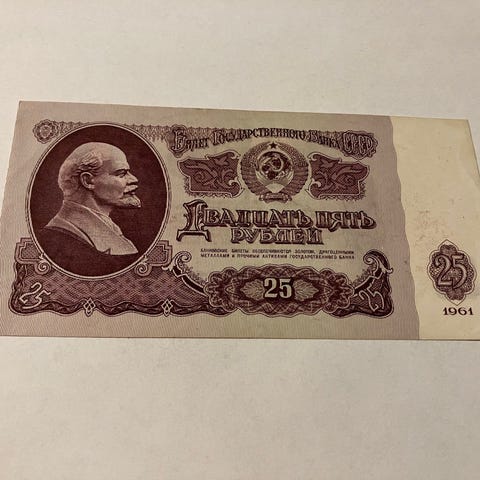 Билет Государственного Банка СССР
Двадцать пять
рублей
БАНКОВСКИЕ БИЛЕТЫ ОБЕСПЕЧИВАЮТСЯ ЗОЛОТОМ, ДРАГОЦЕННЫМИ
МЕТАЛЛАМИ И ПРОЧИМИ АКТИВАМИ ГОСУДАРСТВЕННОГО БАНКА
25
25
1961